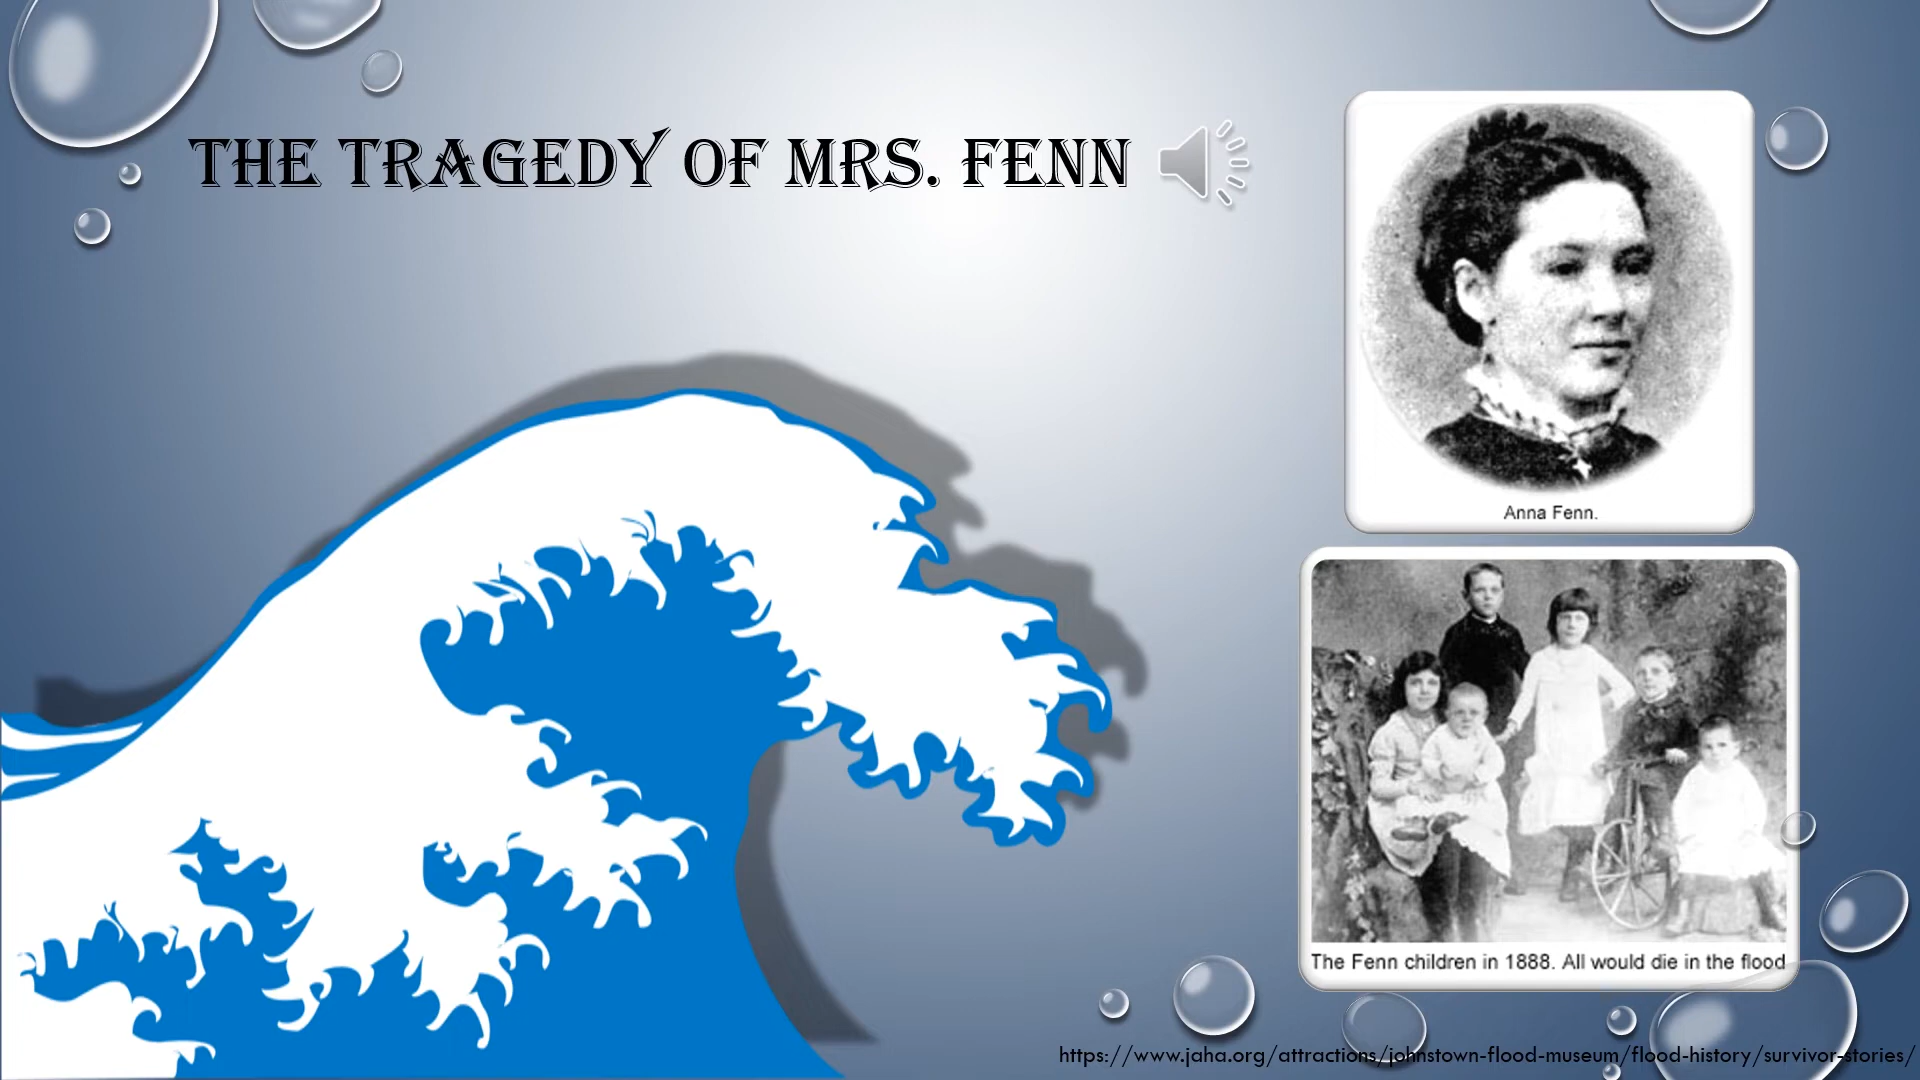 THE TRAGEDY OF MRS. FENN
Anna Fenn.
The Fenn children in 1888. All would die in the flood
https://www.jaha.org/attractions/johnstown-flood-museum/flood-history/survivor-stories/